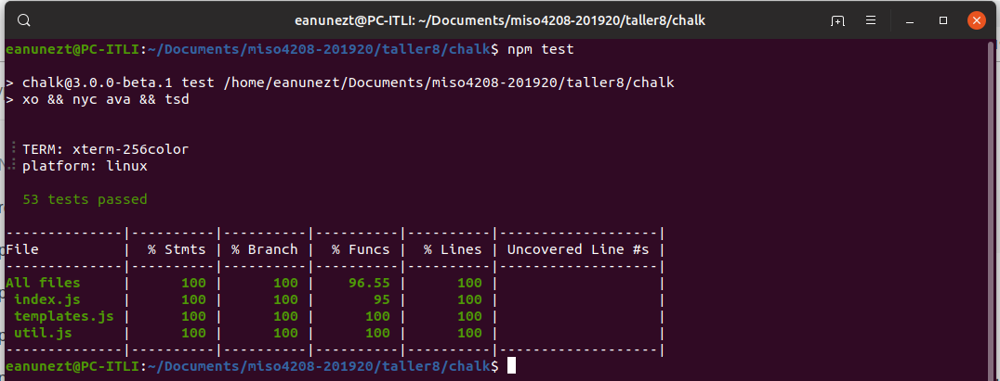 eanunezt@PC-ITLI: ~/Documents/miso4208-201920/taller8/chalk
eanunezt@PC-ITLI:~/Documents/miso4208-201920/taller8/chalk$ npm test
> chalk@3.0.0-beta.1 test /home/eanunezt/Documents/miso4208-201920/taller8/chalk
> xo && nyc ava && tsd
TERM: xterm-256color
platform: linux
53 tests passed
--------------|----------|----------|----------|----------|-------------------|
File          |  % Stmts | % Branch |  % Funcs |  % Lines | Uncovered Line #s |
--------------|----------|----------|----------|----------|-------------------|
All files     |      100 |      100 |    96.55 |      100 |                   |
 index.js     |      100 |      100 |       95 |      100 |                   |
 templates.js |      100 |      100 |      100 |      100 |                   |
 util.js      |      100 |      100 |      100 |      100 |                   |
--------------|----------|----------|----------|----------|-------------------|
eanunezt@PC-ITLI:~/Documents/miso4208-201920/taller8/chalk$